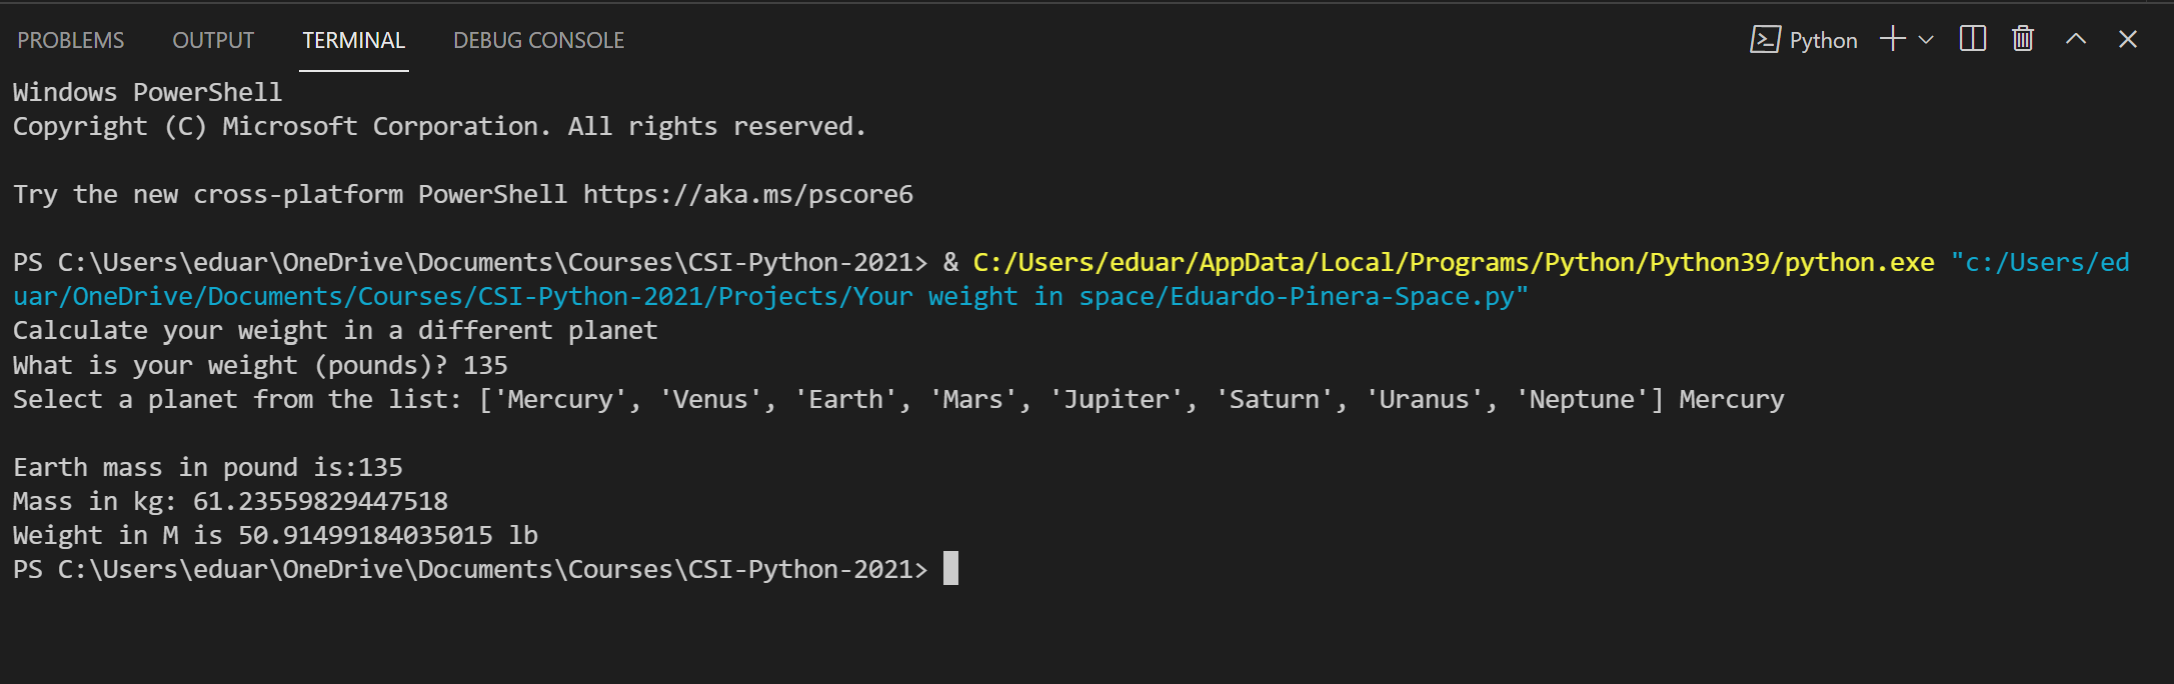 PROBLEMS OUTPUT TERMINAL DEBUG CONSOLE Python
Windows PowerShell
Copyright (C) Microsoft Corporation. All rights reserved.
Try the new cross-platform PowerShell https://aka.ms/pscore6
PS C:\Users\eduar\OneDrive\Documents\Courses\CSI-Python-2021> & C:/Users/eduar/AppData/Local/Programs/Python/Python39/python.exe "c:/Users/ed
uar/OneDrive/Documents/Courses/CSI-Python-2021/Projects/Your weight in space/Eduardo-Pinera-Space.py"
Calculate your weight in a different planet
What is your weight (pounds)? 135
Select a planet from the list: ['Mercury', 'Venus', 'Earth', 'Mars', 'Jupiter', 'Saturn', 'Uranus', 'Neptune'] Mercury
Earth mass in pound is:135
Mass in kg: 61.23559829447518
Weight in M is 50.91499184035015 lb
PS C:\Users\eduar\OneDrive\Documents\Courses\CSI-Python-2021>